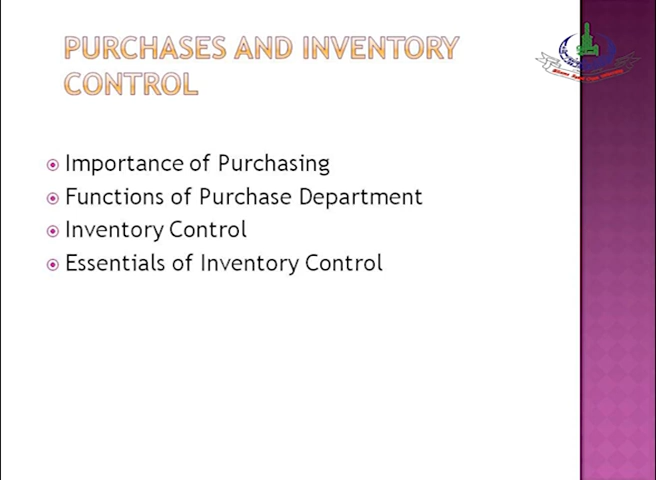 PURCHASES AND INVENTORY
CONTROL
Importance of Purchasing
Functions of Purchase Department
Inventory Control
Essentials of Inventory Control